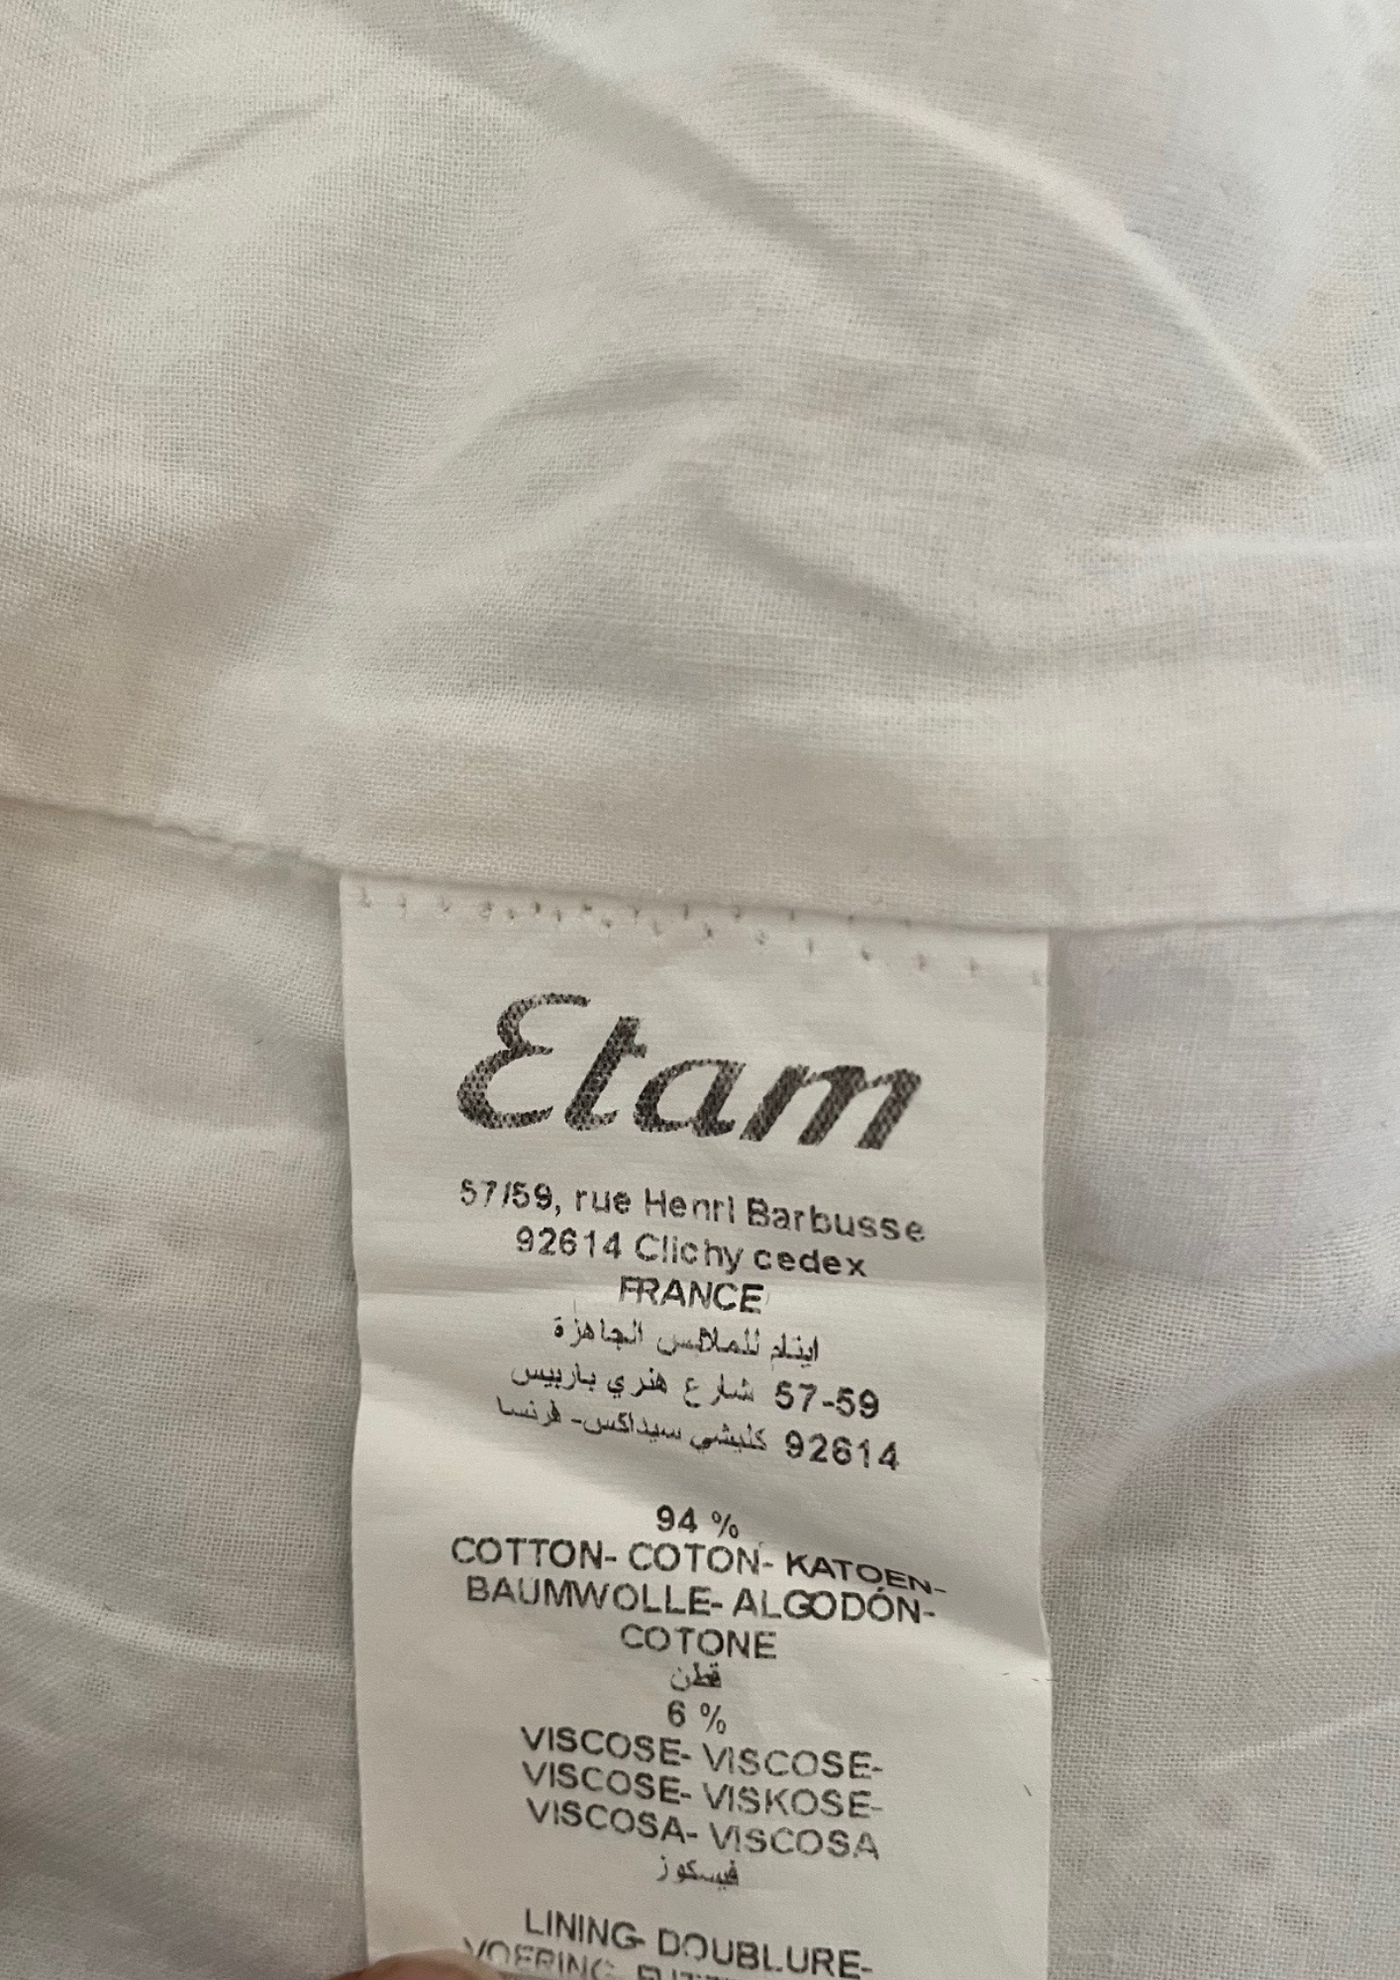 Etam
57/59, rue Henri Barbusse
92614 Clichy cedex
FRANCE
ايتام للملابس الجاهزة
57-59 شارع هنري باربيس
92614 كليشي سيداكس- فرنسا
94 %
COTTON- COTON- KATOEN-
BAUMWOLLE- ALGODÓN-
COTONE
قطن
6 %
VISCOSE- VISCOSE-
VISCOSE- VISKOSE-
VISCOSA- VISCOSA
فيسكوز
LINING- DOUBLURE-
VOERING-